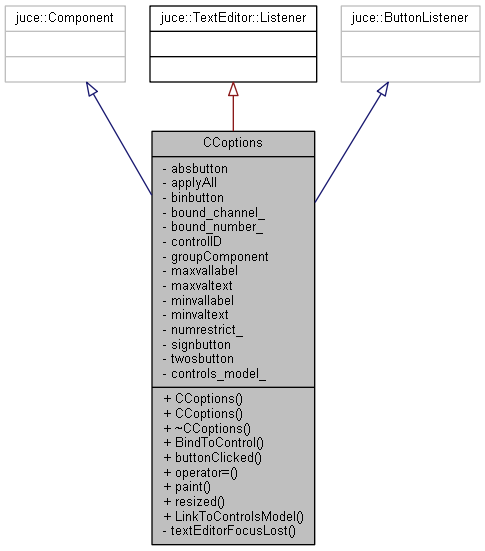 juce::Component
juce::TextEditor::Listener
juce::ButtonListener
CCoptions
- absbutton
- applyAll
- binbutton
- bound_channel_
- bound_number_
- controlID
- groupComponent
- maxvallabel
- maxvaltext
- minvallabel
- minvaltext
- numrestrict_
- signbutton
- twosbutton
- controls_model_
+ CCoptions()
+ CCoptions()
+ ~CCoptions()
+ BindToControl()
+ buttonClicked()
+ operator=()
+ paint()
+ resized()
+ LinkToControlsModel()
- textEditorFocusLost()